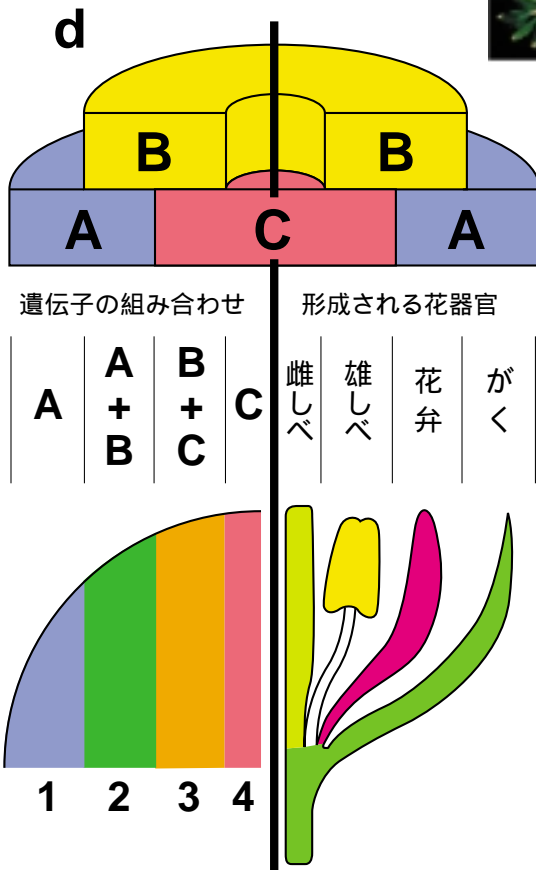 d
B B
A C A
遺伝子の組み合わせ
形成される花器官
A
A+B
B+C
C
雌しべ
雄しべ
花弁
がく
1 2 3 4